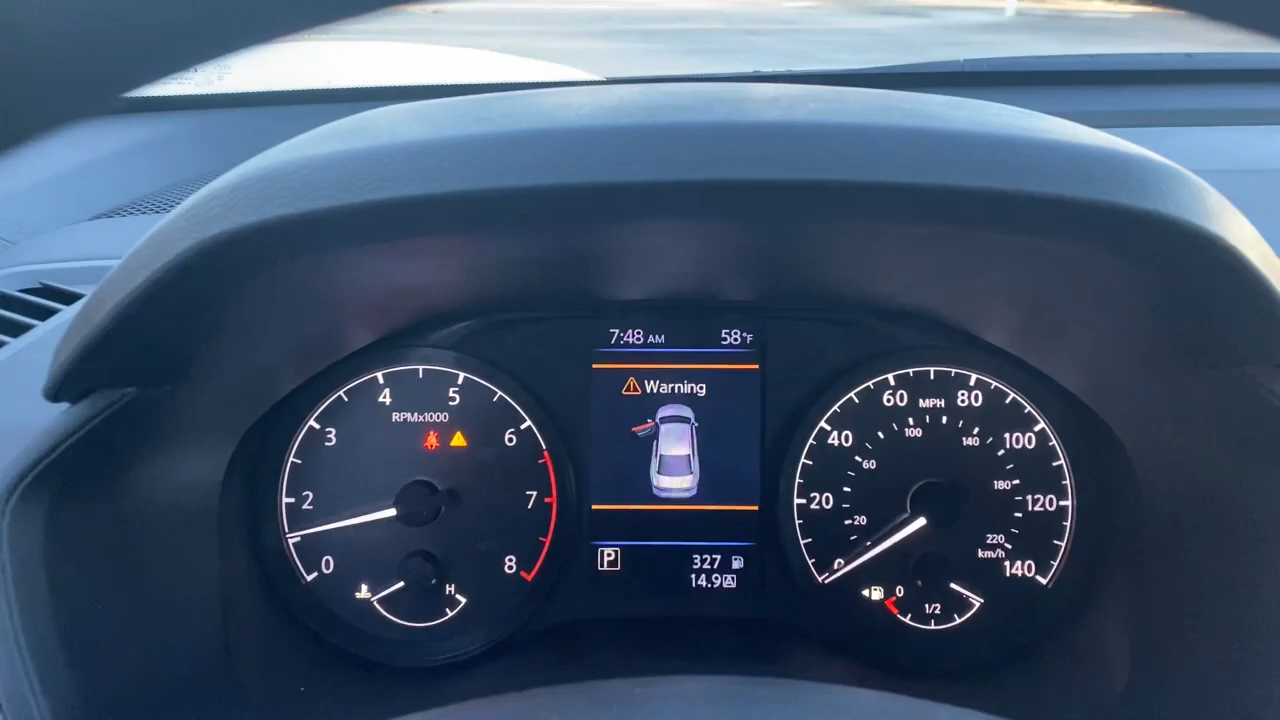 7:48 AM 58°F
Warning
4 5
RPMx1000
3 6
2 7
0 8
H
P 327
14.9 A
60 MPH 80
40 100 140 100
60
20 180 120
20 220
km/h
0 140
0
1/2